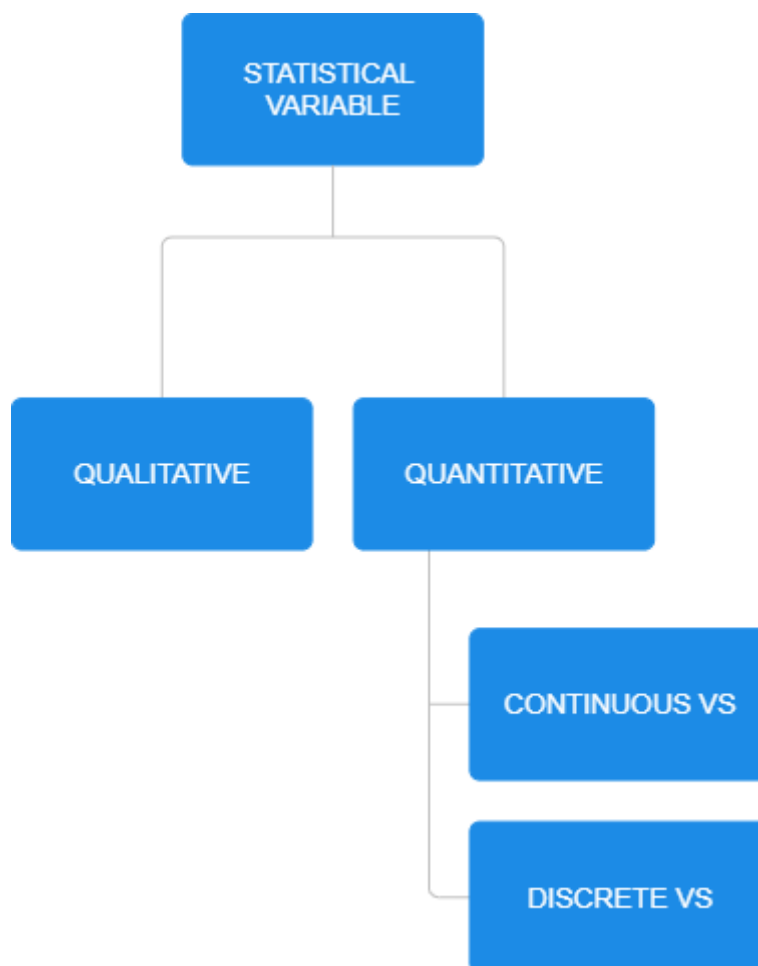 STATISTICAL
VARIABLE
QUALITATIVE
QUANTITATIVE
CONTINUOUS VS
DISCRETE VS